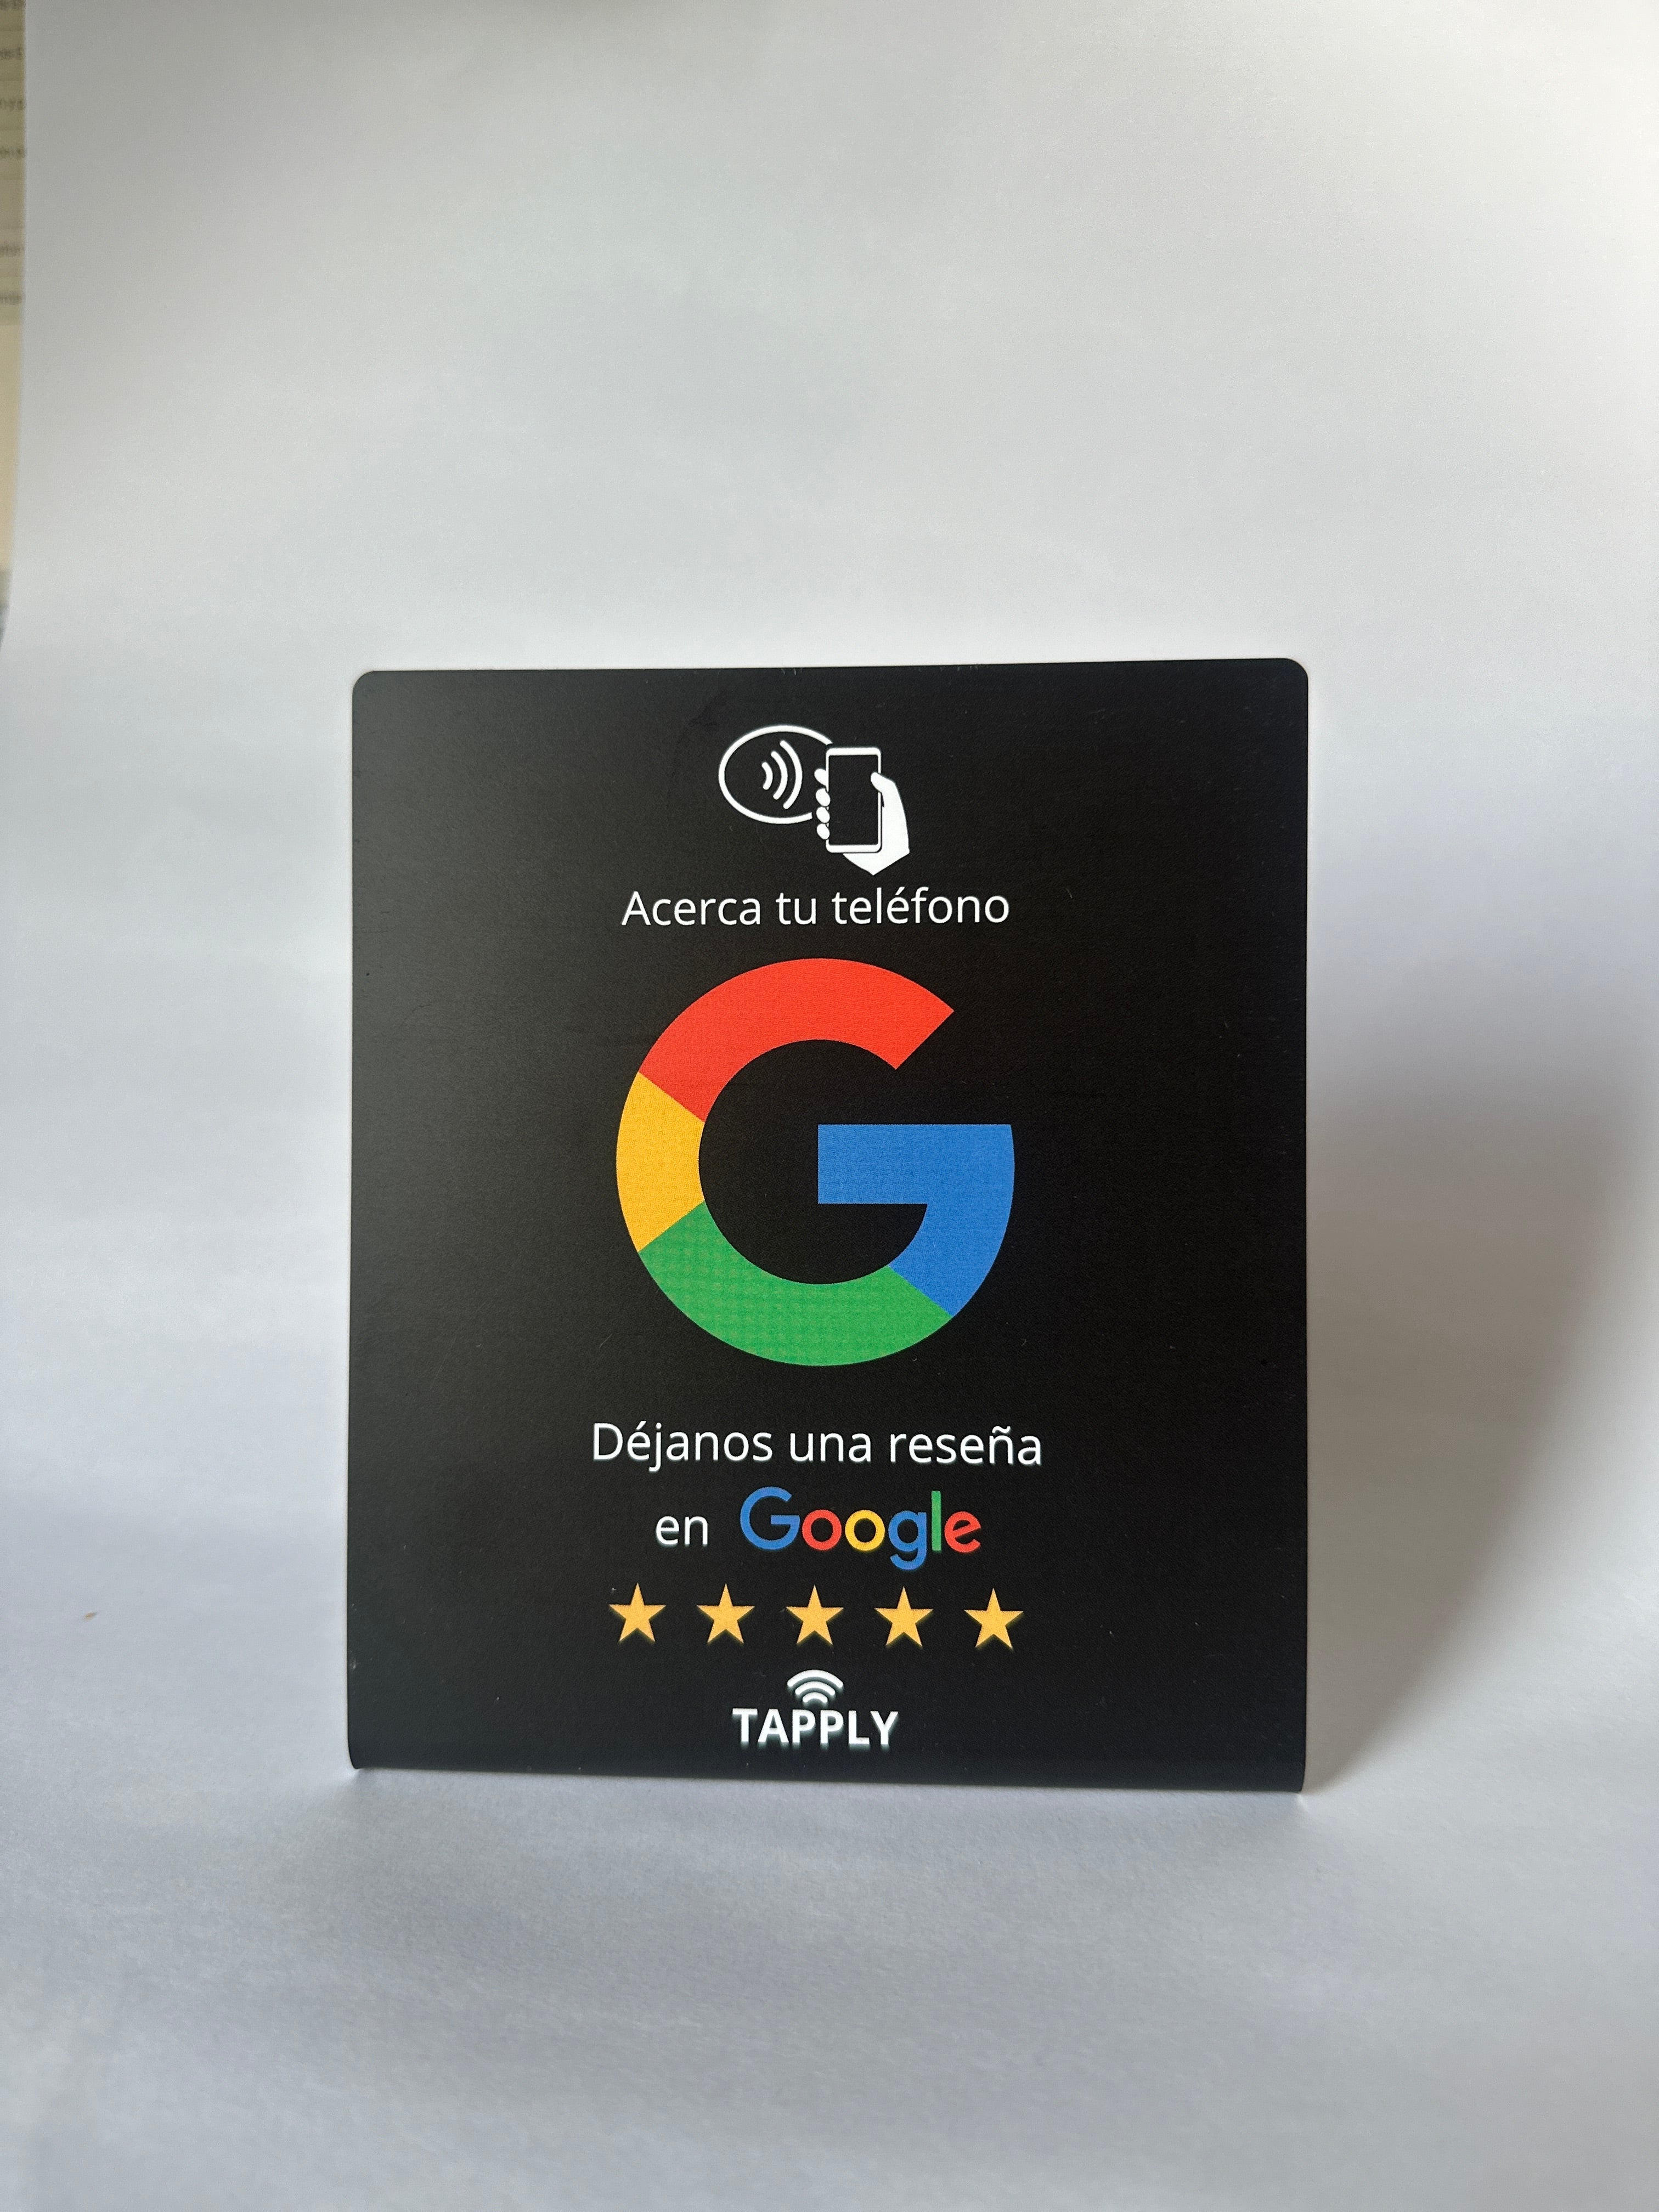 Acerca tu teléfono
Déjanos una reseña
en Google
TAPPLY